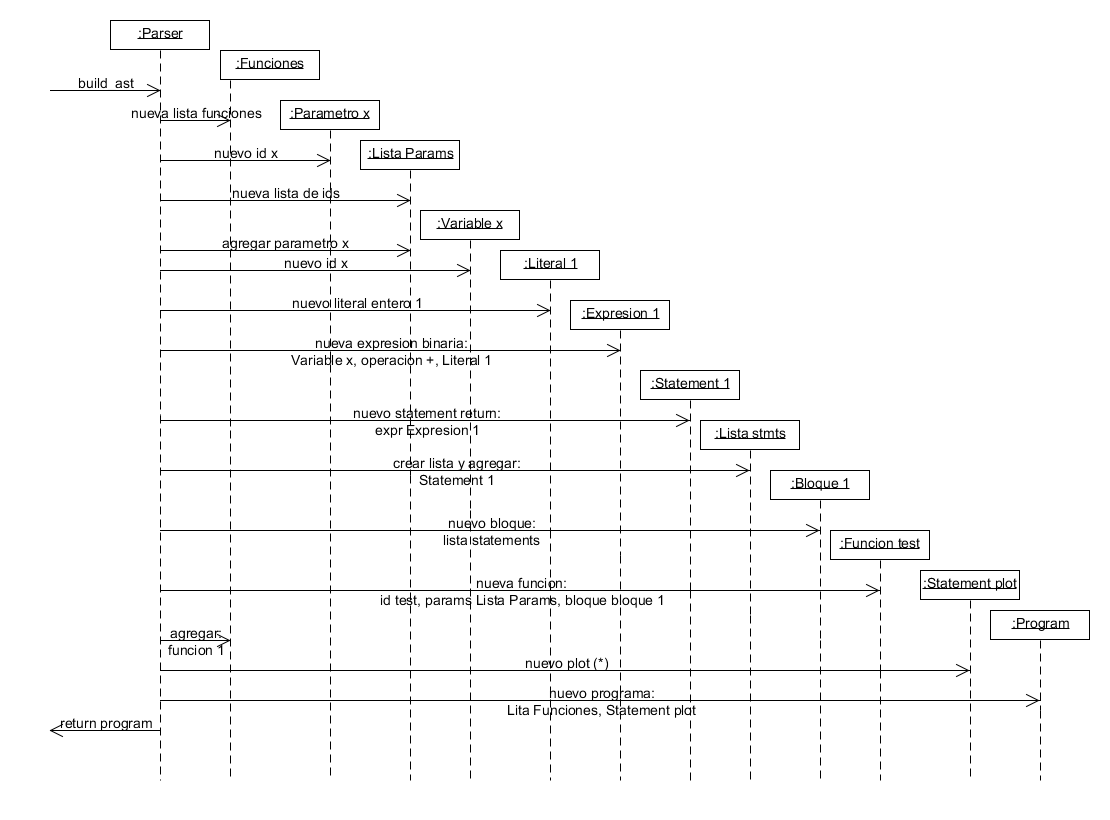 :Parser
:Funciones
build_ast
nueva lista funciones
:Parametro x
nuevo id x
:Lista Params
nueva lista de ids
:Variable x
agregar parametro x
nuevo id x
:Literal 1
nuevo literal entero 1
:Expresion 1
nueva expresion binaria:
Variable x, operacion +, Literal 1
:Statement 1
nuevo statement return:
expr Expresion 1
:Lista stmts
crear lista y agregar:
Statement 1
:Bloque 1
nuevo bloque:
lista statements
:Funcion test
nueva funcion:
id test, params Lista Params, bloque bloque 1
:Statement plot
:Program
agregar:
funcion 1
nuevo plot (*)
nuevo programa:
Lita Funciones, Statement plot
return program